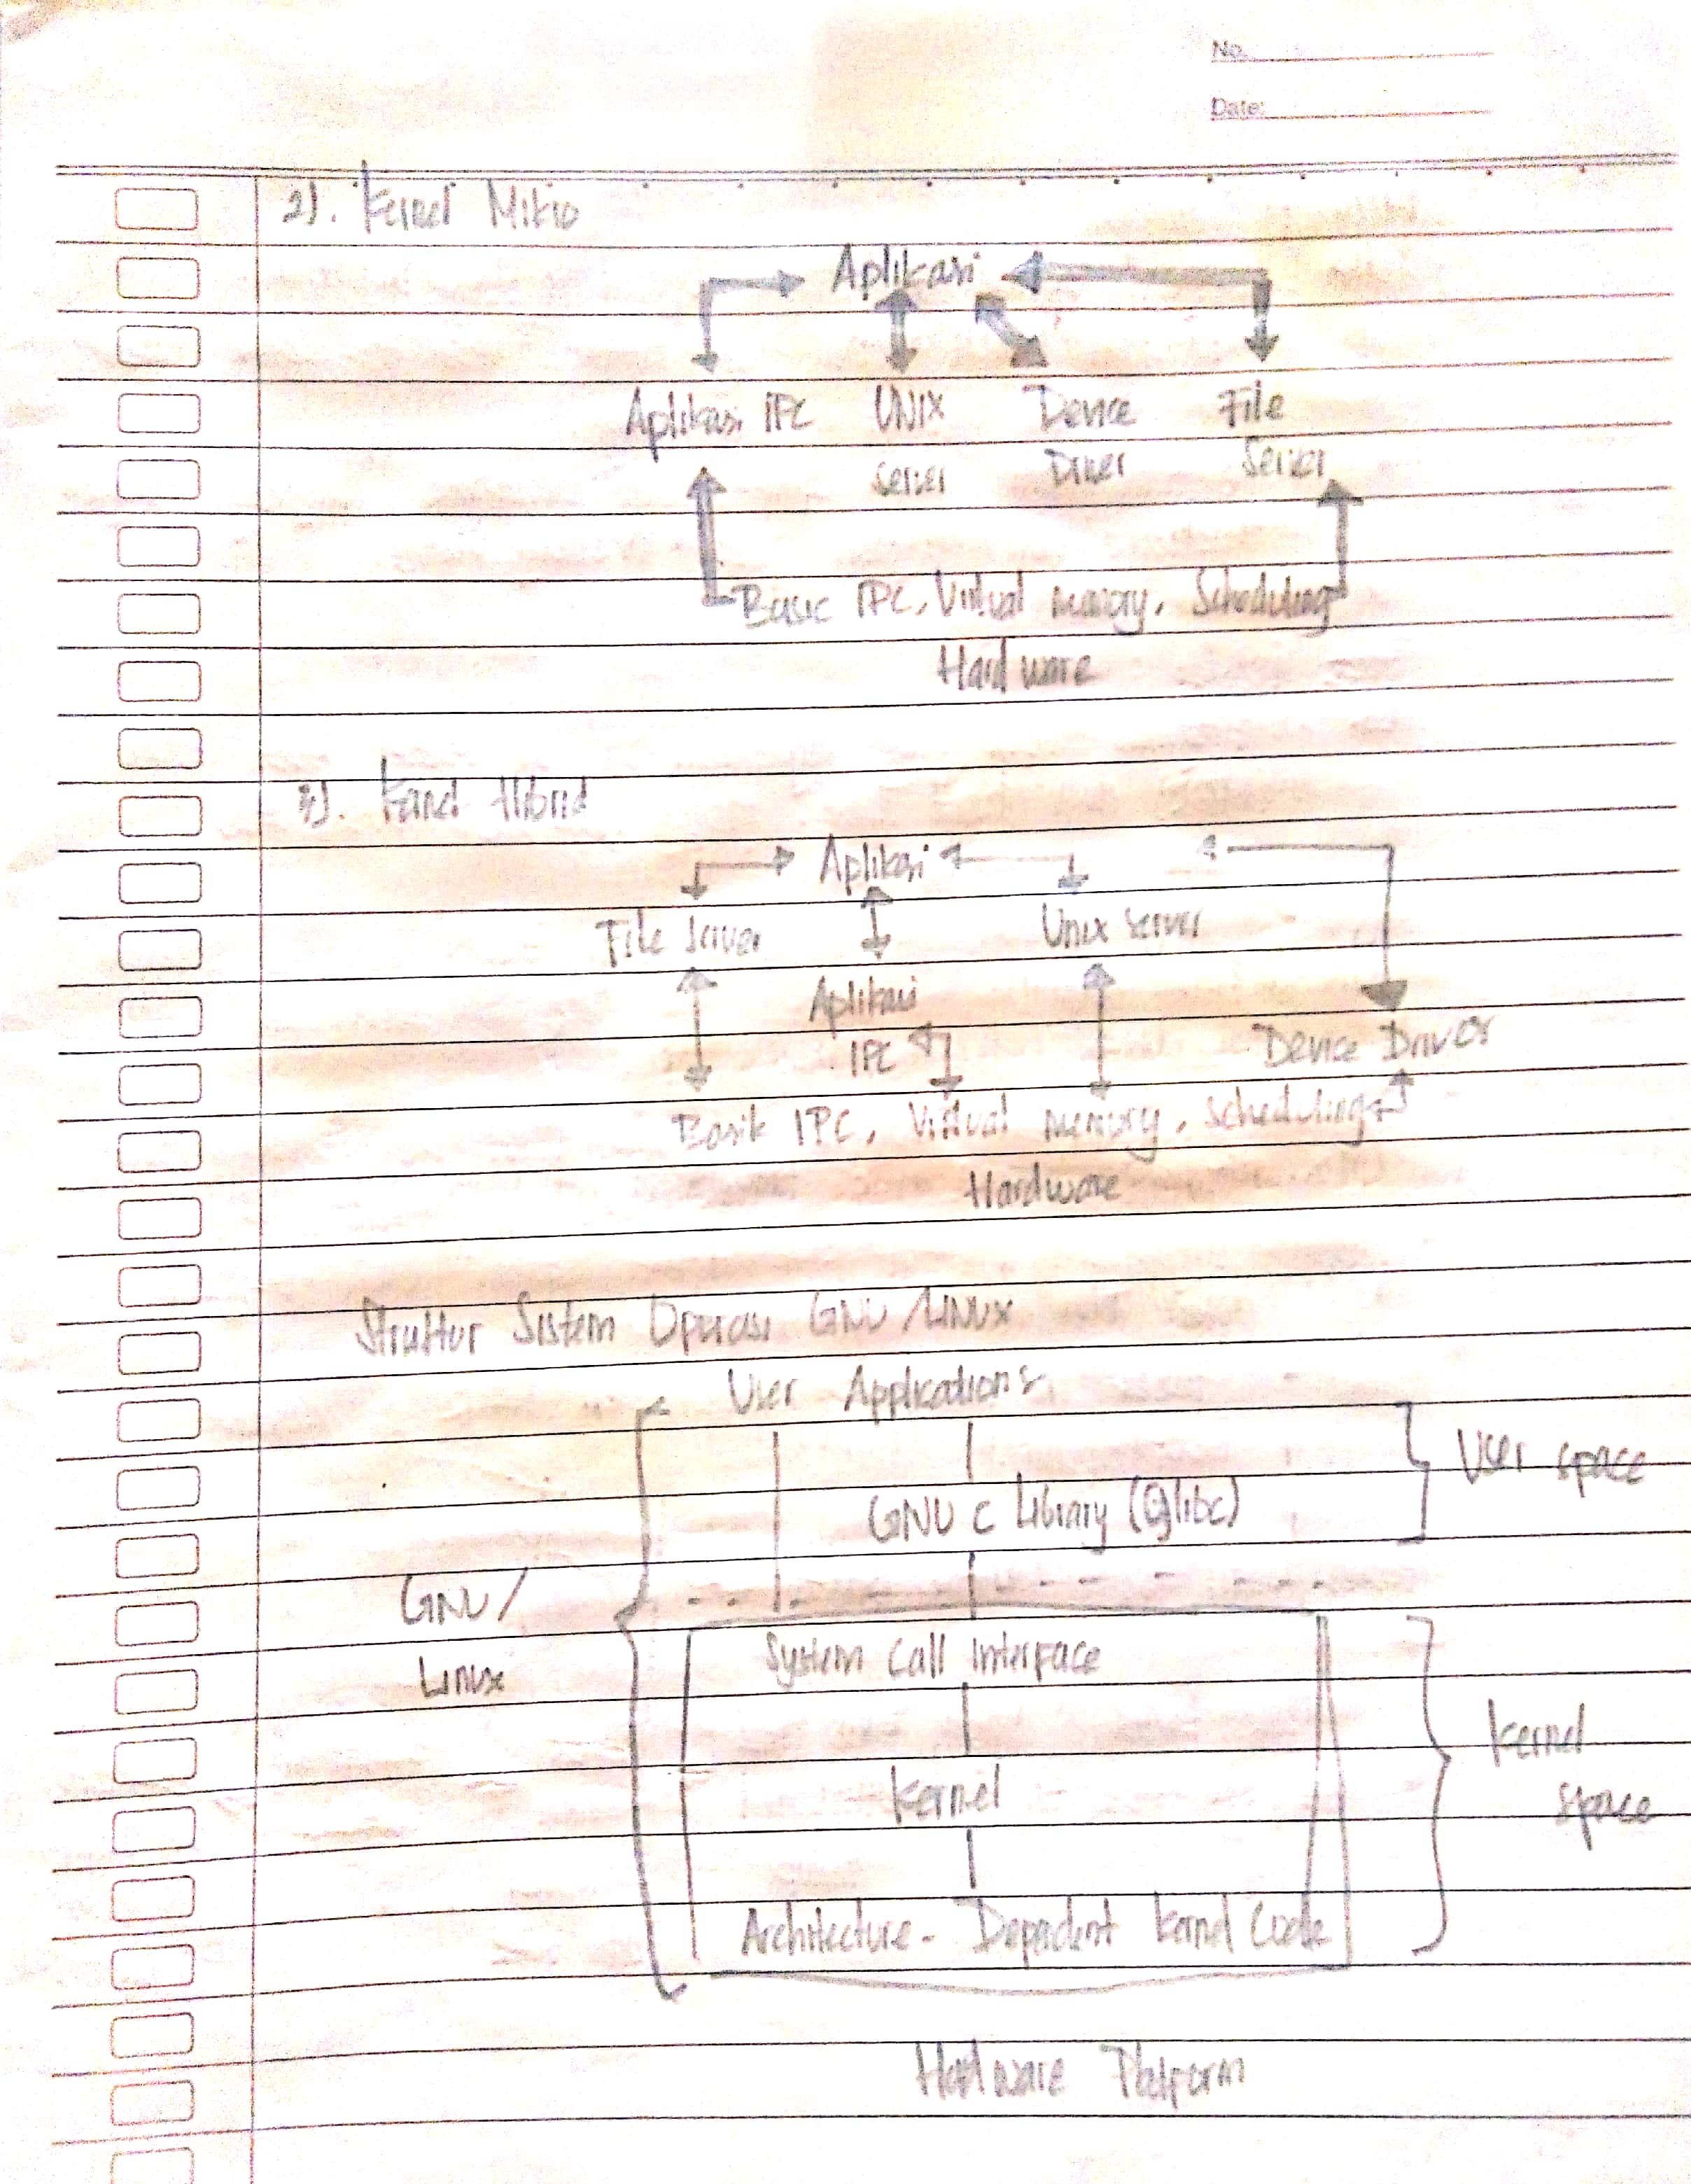 No.
Date:
2). Kernel Mikro
Aplikasi
Aplikasi IPC UNIX Device File
Server Driver Server
Basic IPC, Virtual memory, Scheduling
Hardware
3). Kernel Hibrid
Aplikasi
File Server Unix Server
Aplikasi
IPC Device Driver
Basik IPC, Virtual memory, Scheduling
Hardware
Struktur Sistem Operasi GNU/LINUX
User Applications
User space
GNU C Library (glibc)
GNU/
Linux
System Call Interface
Kernel
Kernel
space
Architecture- Dependent Kernel Code
Hardware Platform